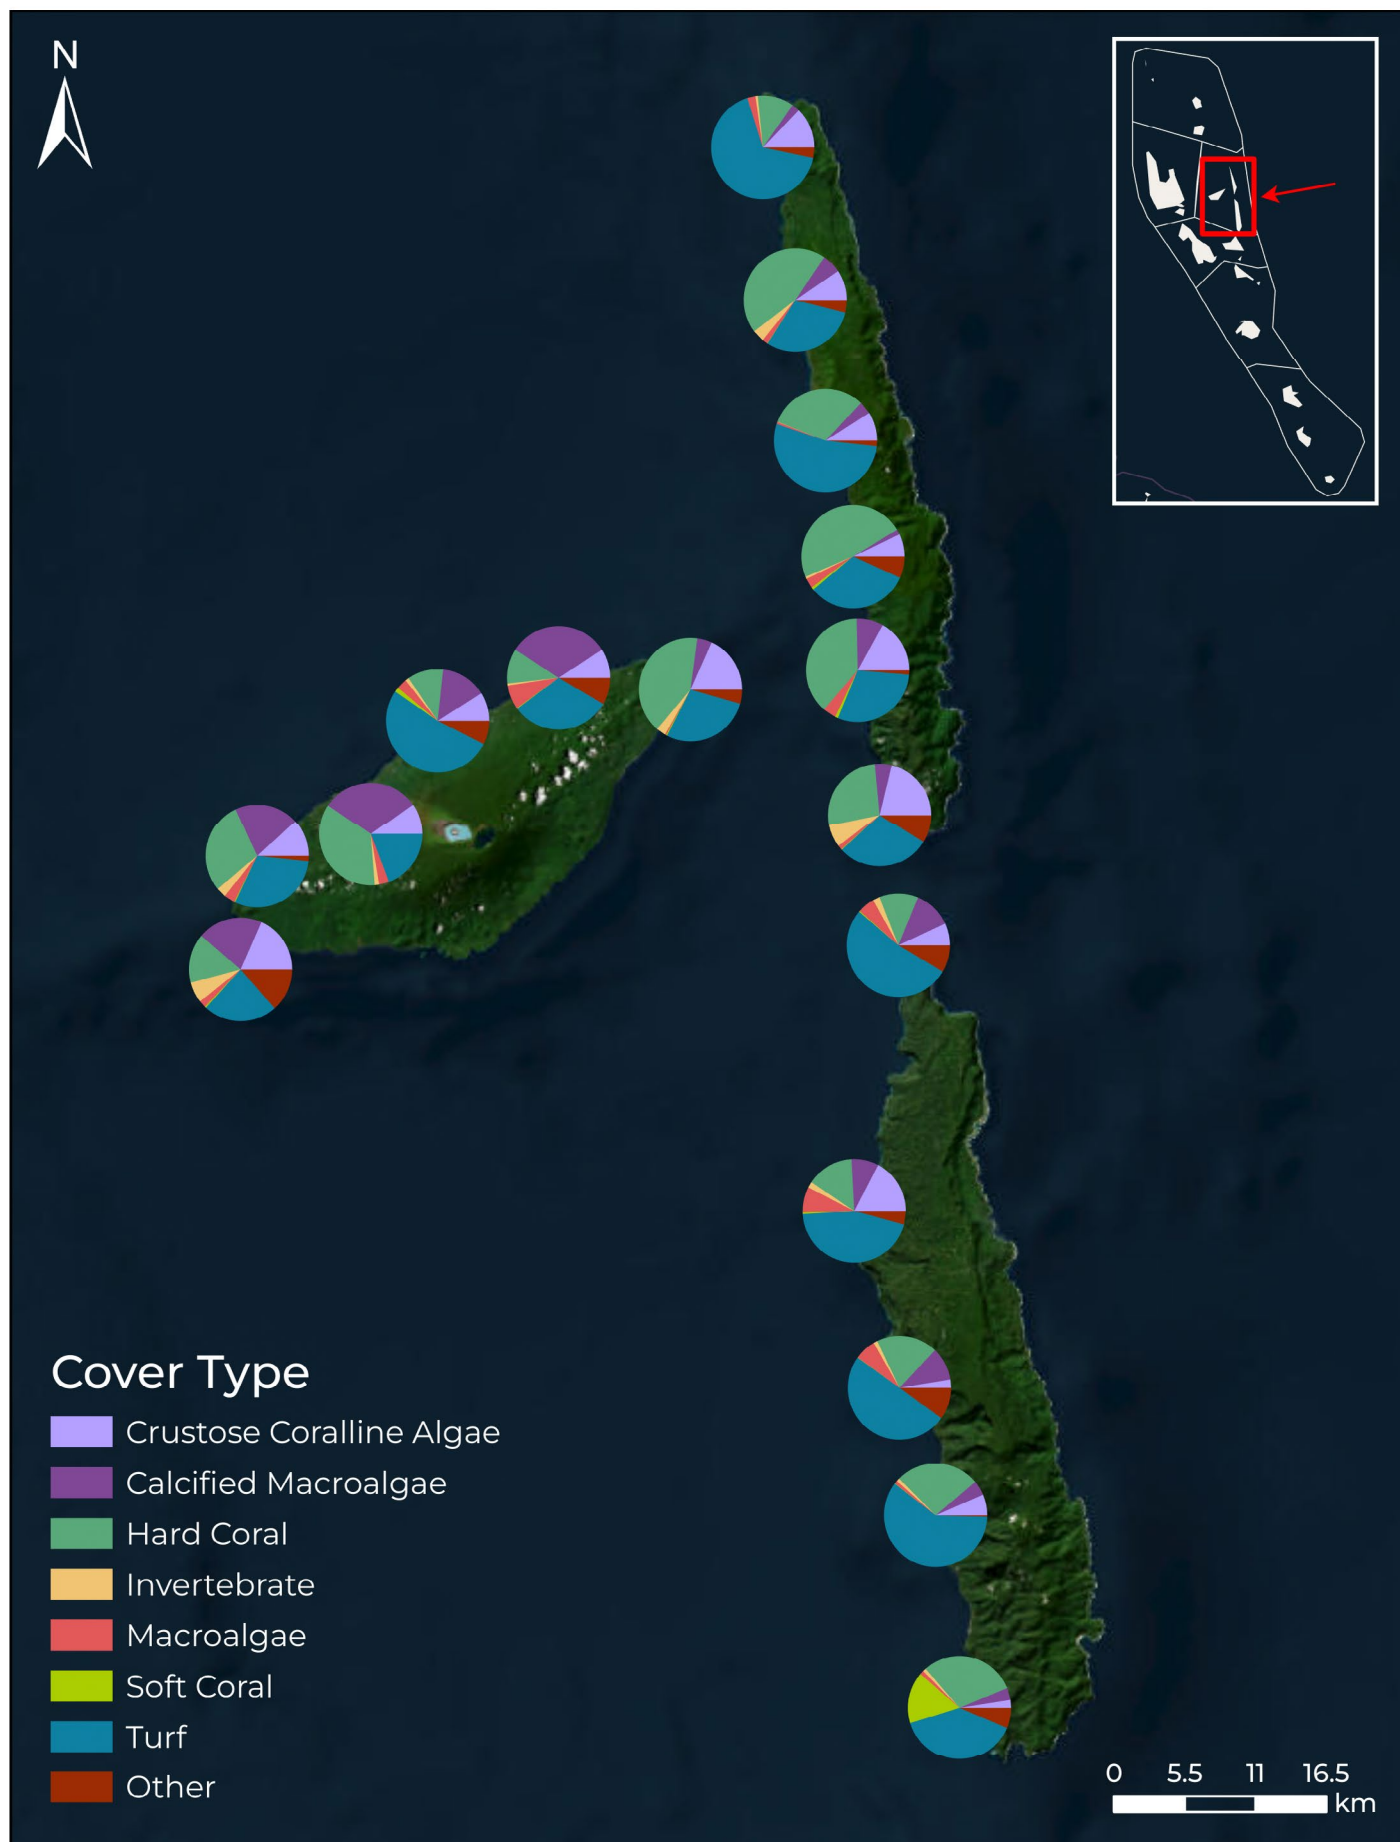 N
Cover Type
Crustose Coralline Algae
Calcified Macroalgae
Hard Coral
Invertebrate
Macroalgae
Soft Coral
Turf
Other
0 5.5 11 16.5
km